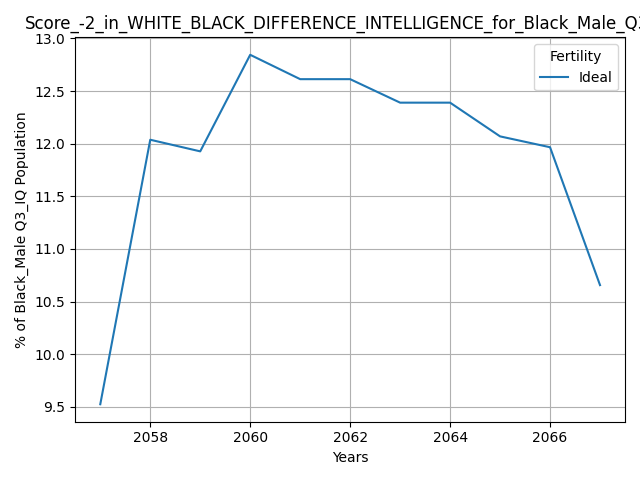 Score_-2_in_WHITE_BLACK_DIFFERENCE_INTELLIGENCE_for_Black_Male_Q3
13.0
12.5
12.0
11.5
11.0
10.5
10.0
9.5
% of Black_Male Q3_IQ Population
Fertility
Ideal
2058 2060 2062 2064 2066
Years